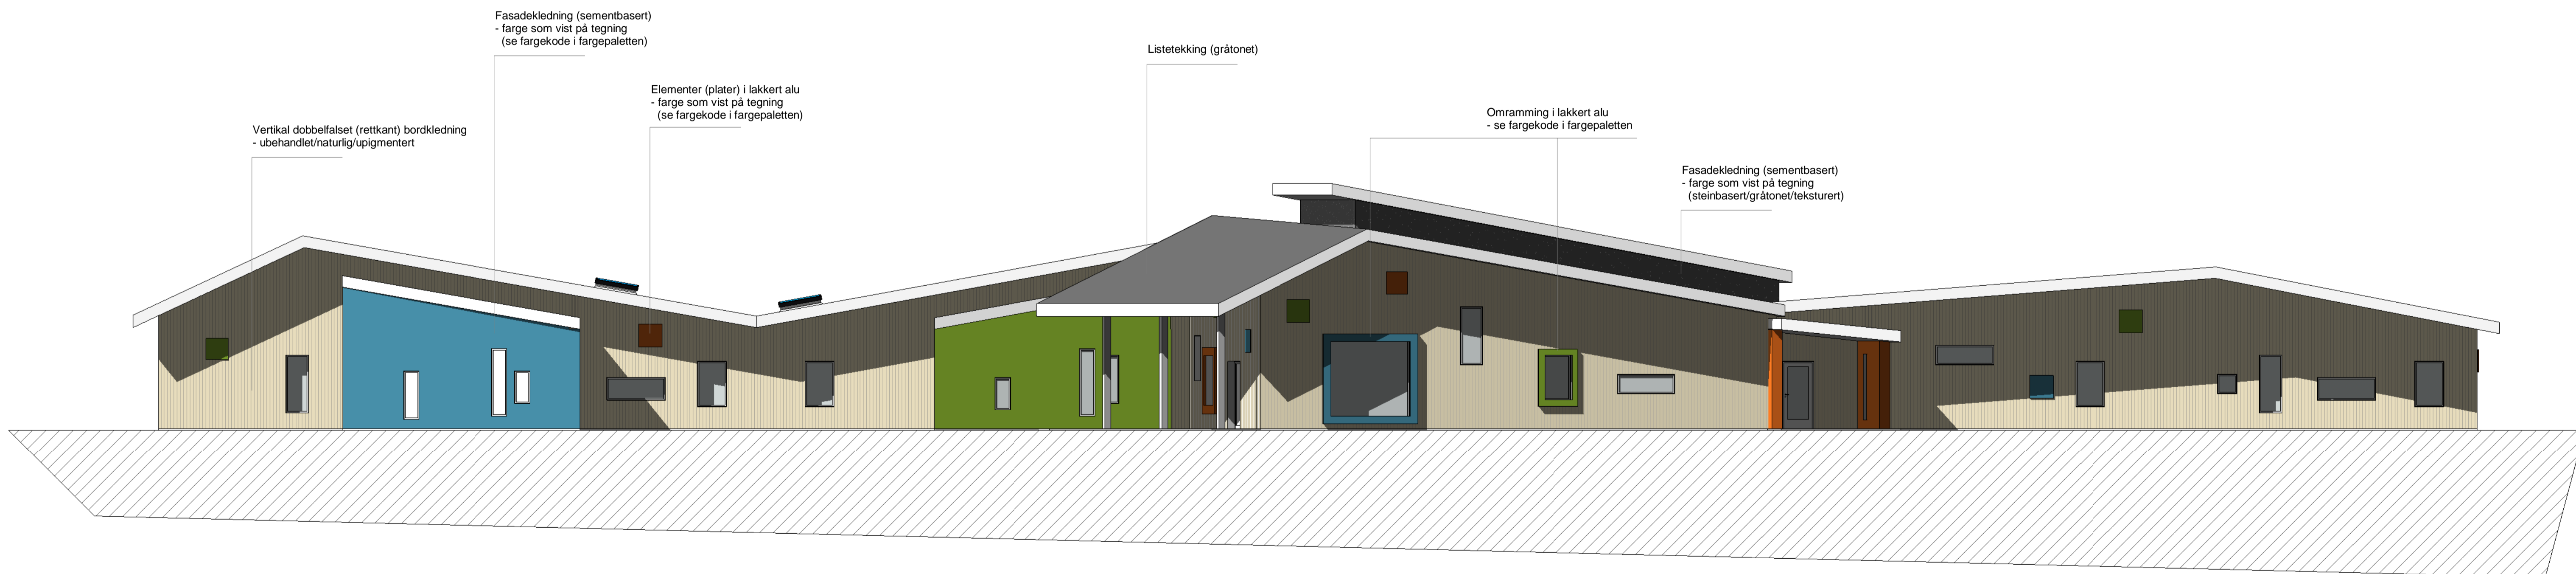 Fasadekledning (sementbasert)
- farge som vist på tegning
(se fargekode i fargepaletten)
Listetekking (gråtonet)
Elementer (plater) i lakkert alu
- farge som vist på tegning
(se fargekode i fargepaletten)
Omramming i lakkert alu
- se fargekode i fargepaletten
Vertikal dobbelfalset (rettkant) bordkledning
- ubehandlet/naturlig/upigmentert
Fasadekledning (sementbasert)
- farge som vist på tegning
(steinbasert/gråtonet/teksturert)